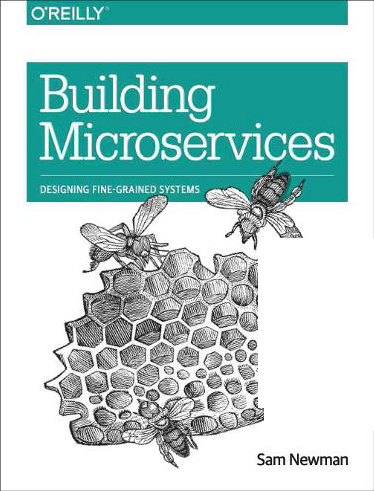 O'REILLY®
Building
Microservices
DESIGNING FINE-GRAINED SYSTEMS
Sam Newman